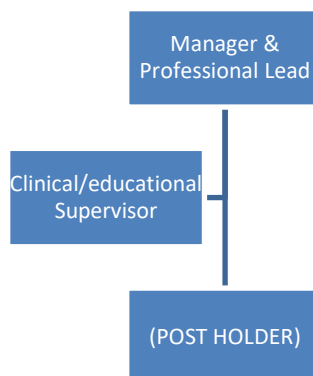 Manager &
Professional Lead
Clinical/educational
Supervisor
(POST HOLDER)